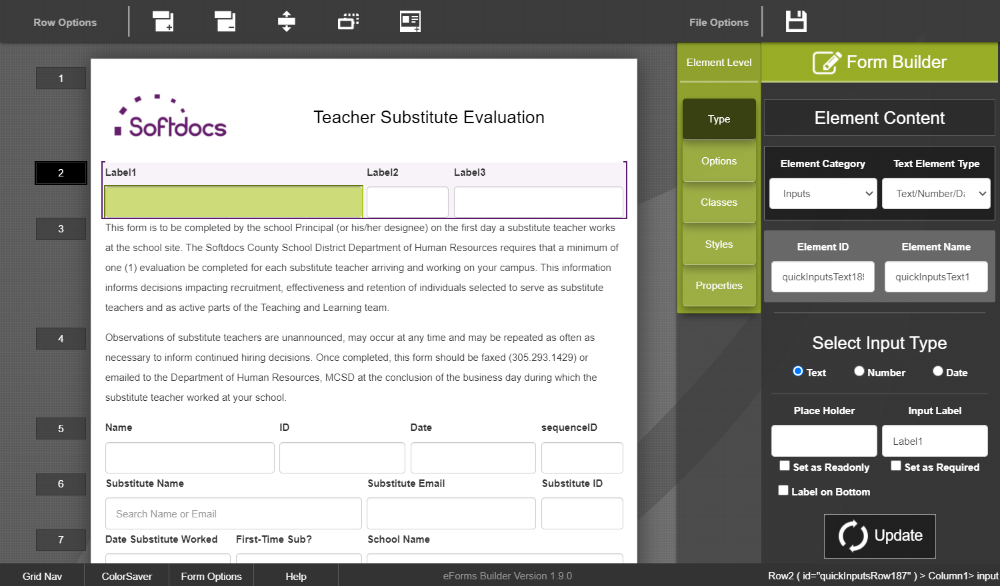 Row Options
File Options
Element Level
Form Builder
1
Softdocs
Teacher Substitute Evaluation
Type
Element Content
Options
Element Category
Text Element Type
2
Label1
Label2
Label3
Inputs
Text/Number/Da
Classes
3
This form is to be completed by the school Principal (or his/her designee) on the first day a substitute teacher works
at the school site. The Softdocs County School District Department of Human Resources requires that a minimum of
one (1) evaluation be completed for each substitute teacher arriving and working on your campus. This information
informs decisions impacting recruitment, effectiveness and retention of individuals selected to serve as substitute
teachers and as active parts of the Teaching and Learning team.
Styles
Element ID
Element Name
quickInputsText189
quickInputsText1
Properties
4
Observations of substitute teachers are unannounced, may occur at any time and may be repeated as often as
necessary to inform continued hiring decisions. Once completed, this form should be faxed (305.293.1429) or
emailed to the Department of Human Resources, MCSD at the conclusion of the business day during which the
substitute teacher worked at your school.
Select Input Type
Text
Number
Date
5
Name
ID
Date
sequenceID
Place Holder
Input Label
Label1
Set as Readonly
Set as Required
Label on Bottom
6
Substitute Name
Substitute Email
Substitute ID
Search Name or Email
7
Date Substitute Worked
First-Time Sub?
School Name
Update
Grid Nav
ColorSaver
Form Options
Help
eForms Builder Version 1.9.0
Row2 ( id="quickInputsRow187" ) > Column1> input